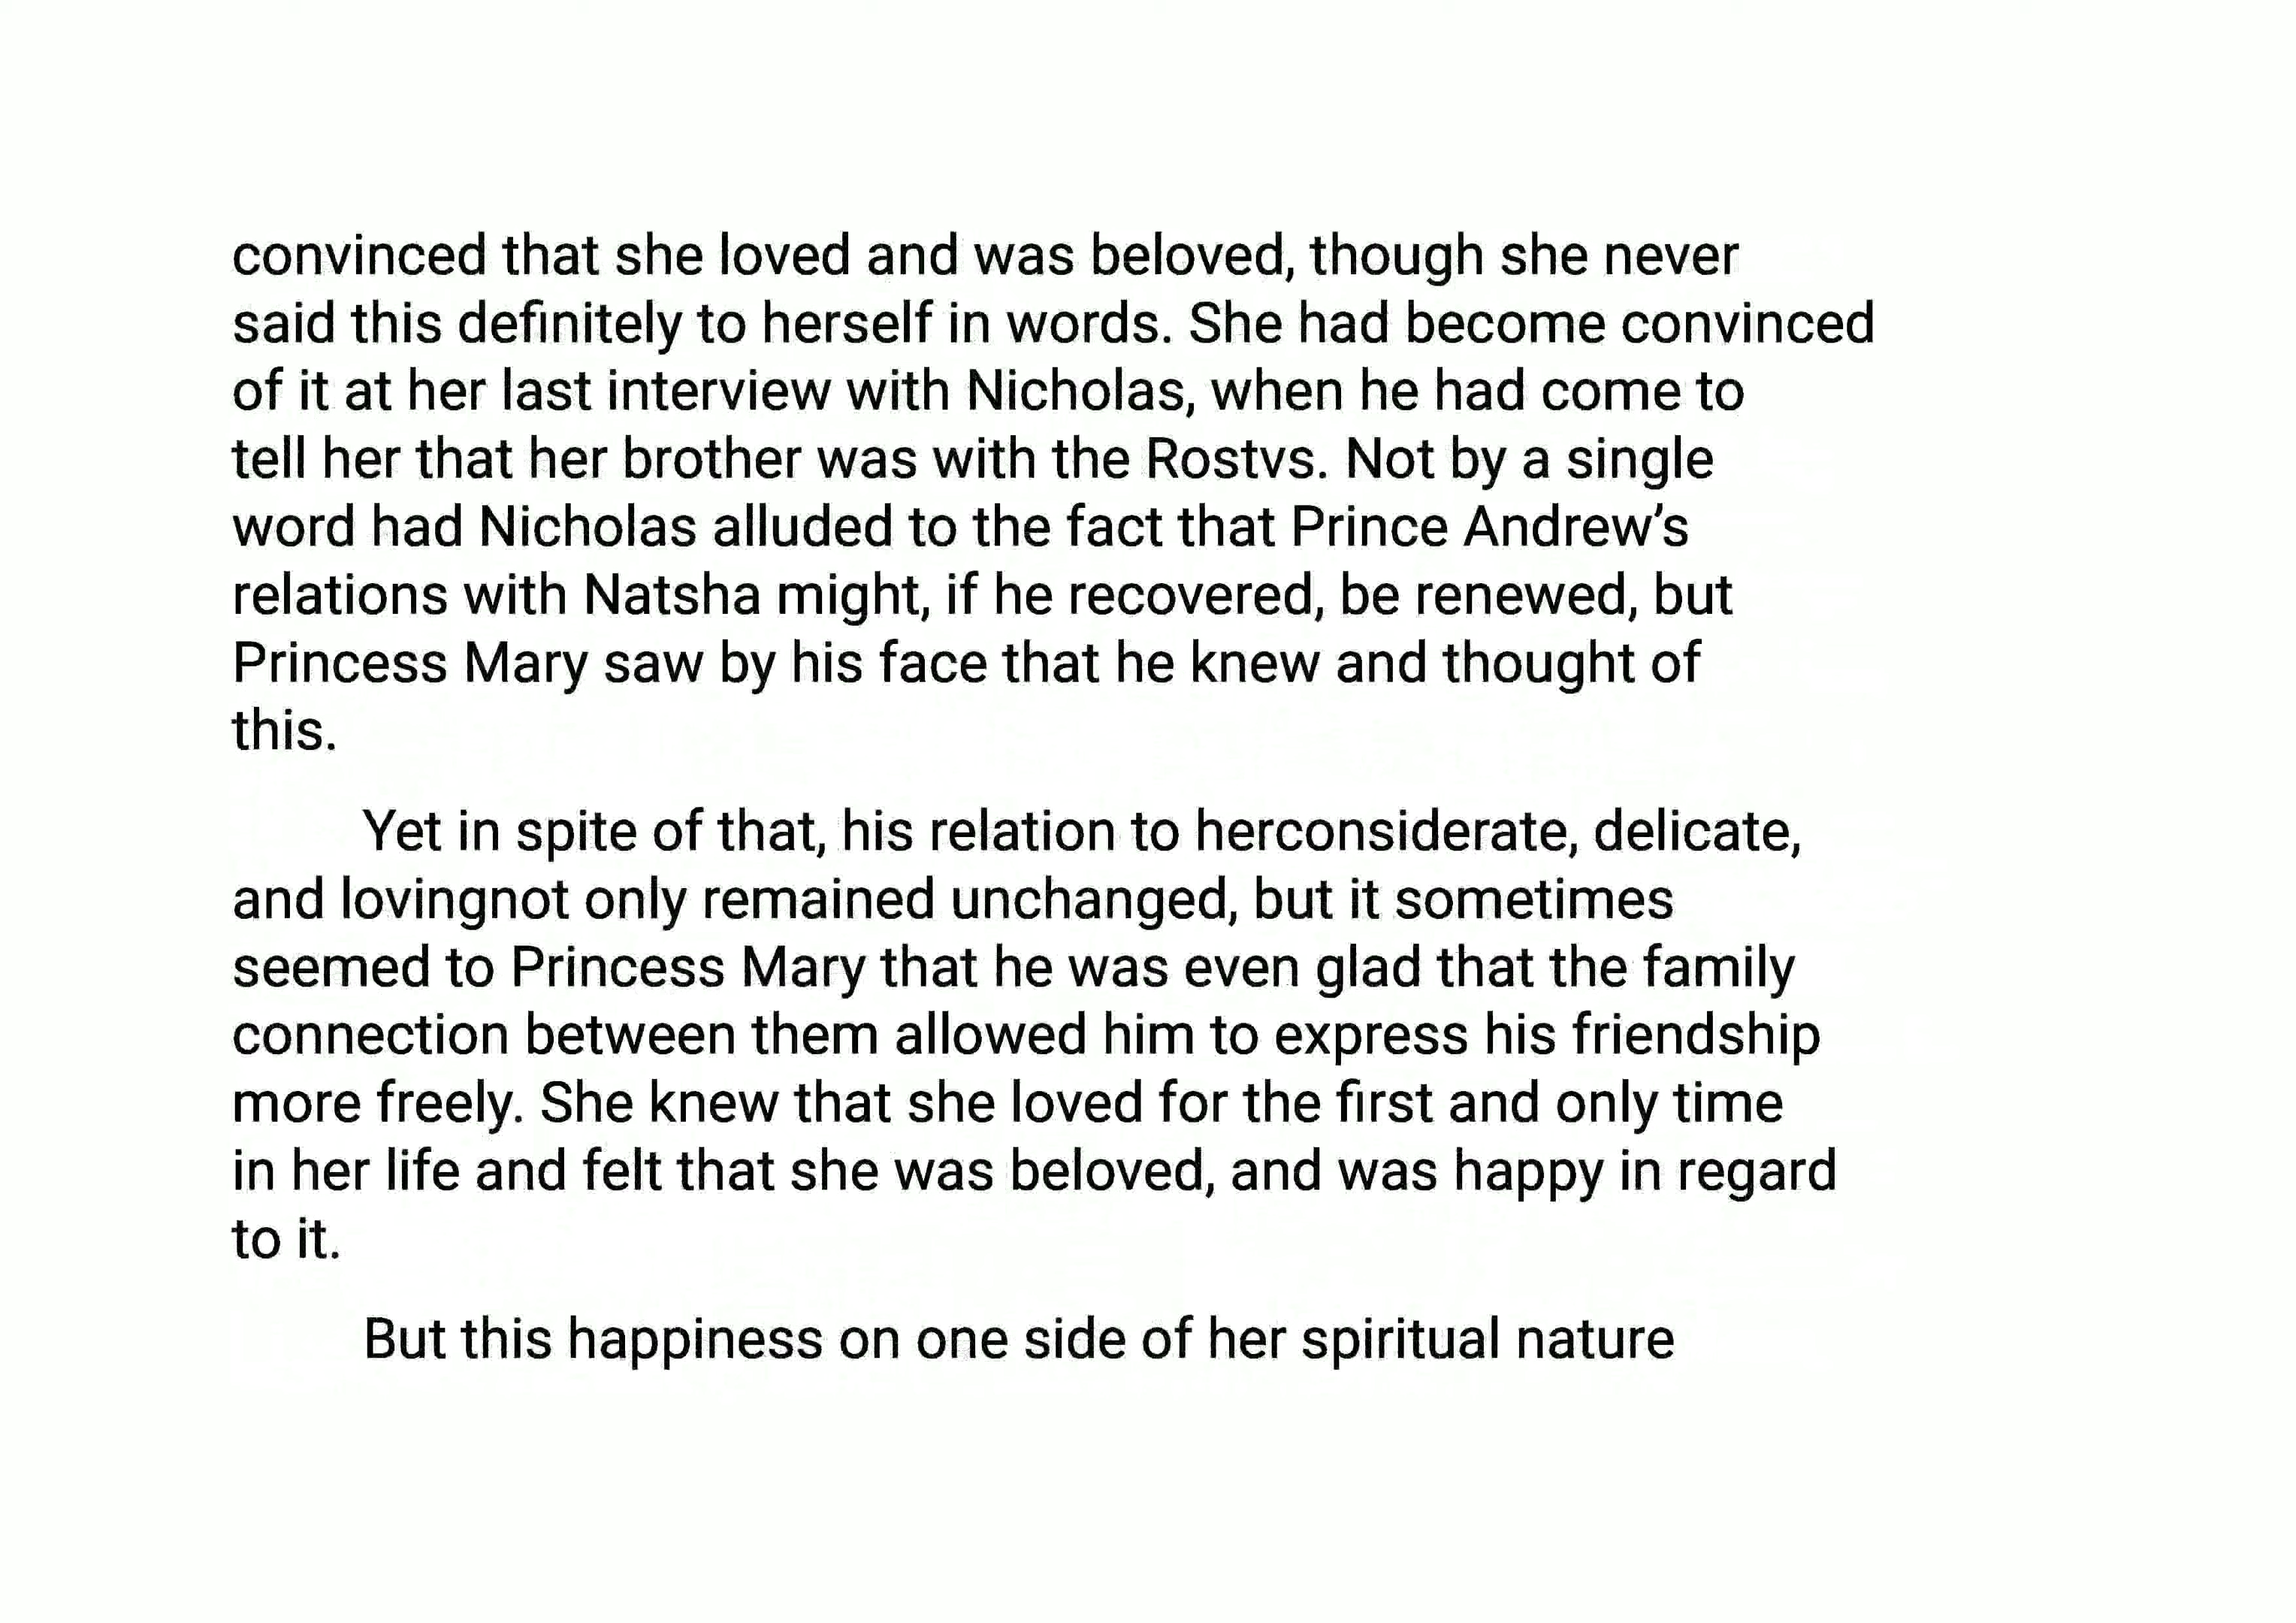 convinced that she loved and was beloved, though she never
said this definitely to herself in words. She had become convinced
of it at her last interview with Nicholas, when he had come to
tell her that her brother was with the Rostvs. Not by a single
word had Nicholas alluded to the fact that Prince Andrew’s
relations with Natsha might, if he recovered, be renewed, but
Princess Mary saw by his face that he knew and thought of
this.
Yet in spite of that, his relation to herconsiderate, delicate,
and lovingnot only remained unchanged, but it sometimes
seemed to Princess Mary that he was even glad that the family
connection between them allowed him to express his friendship
more freely. She knew that she loved for the first and only time
in her life and felt that she was beloved, and was happy in regard
to it.
But this happiness on one side of her spiritual nature